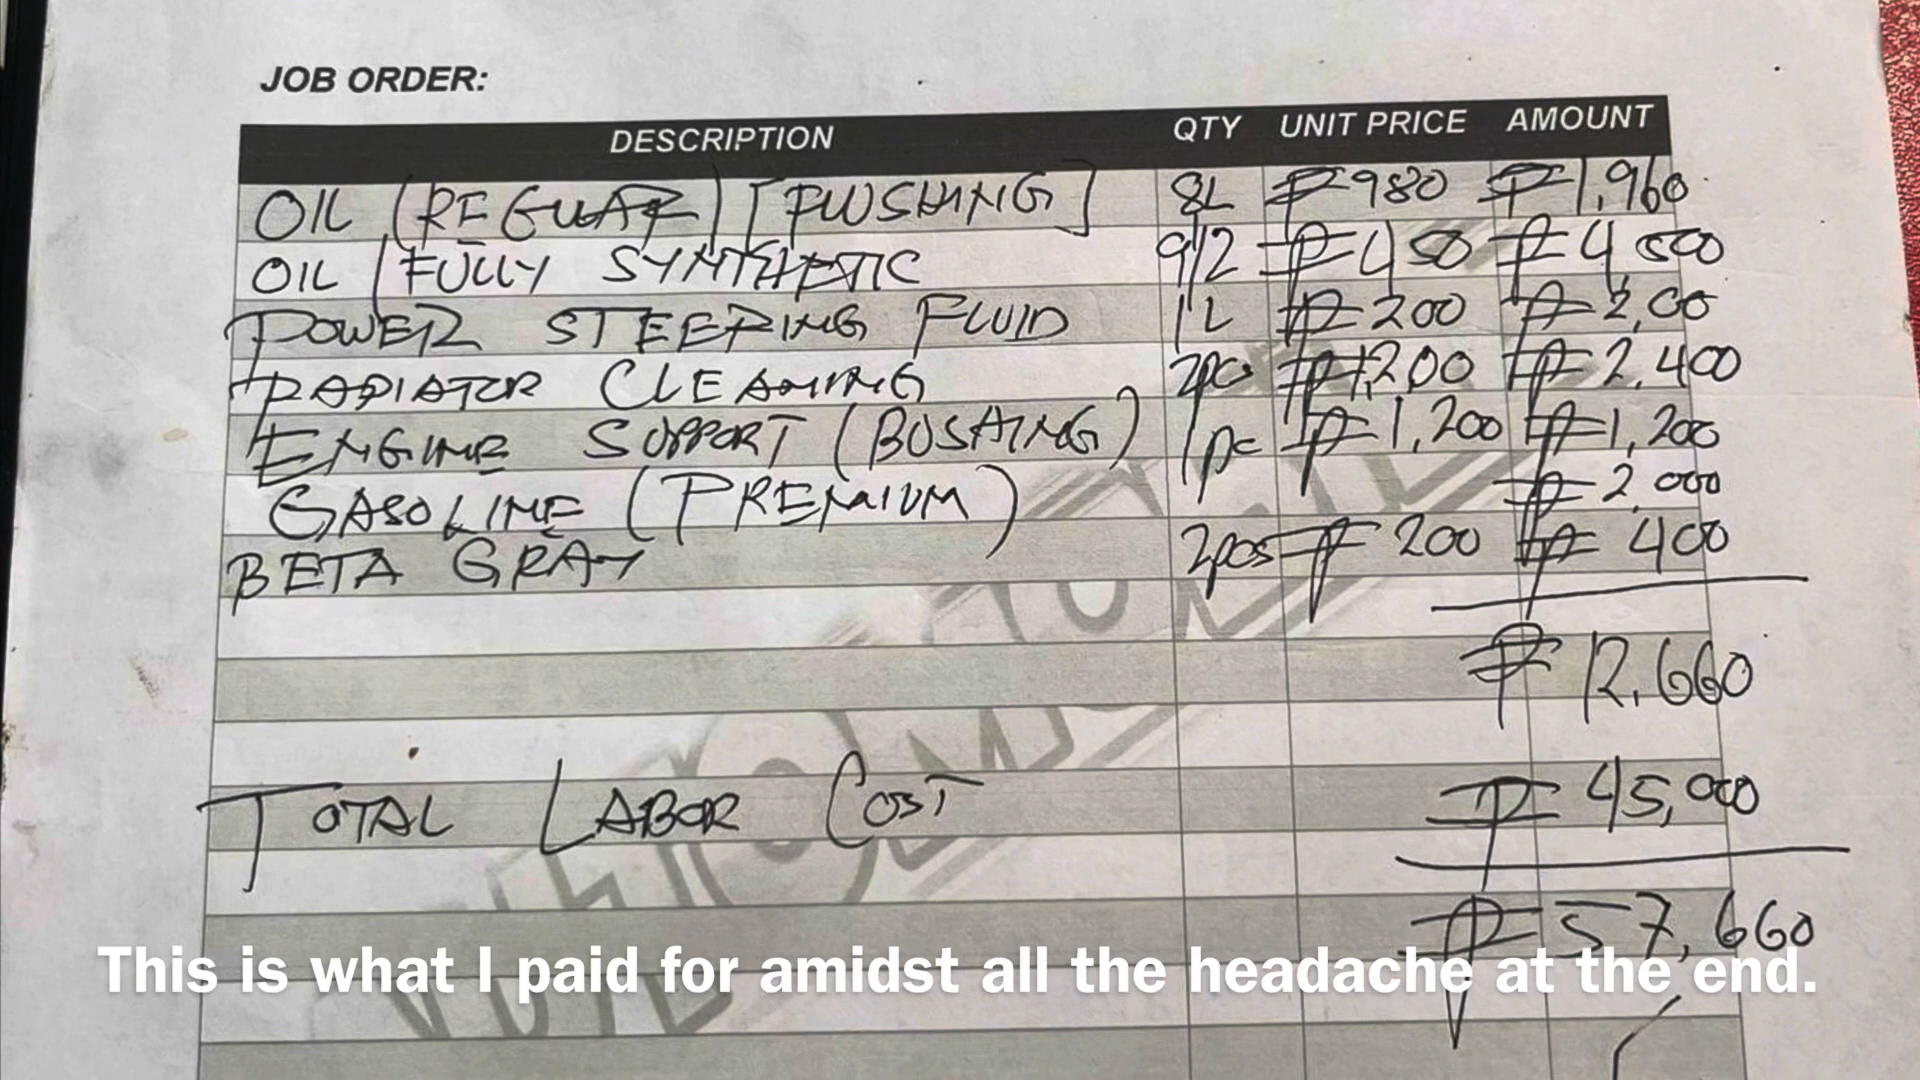 JOB ORDER:
DESCRIPTION QTY UNIT PRICE AMOUNT
OIL (REGULAR) [FLUSHING] 8L ₱980 ₱1,960
OIL (FULLY SYNTHETIC ₱450 ₱4,500
POWER STEERING FLUID 1L ₱200 ₱2,00
RADIATOR CLEANING 2pcs ₱1,200 ₱2,400
ENGINE SUPPORT (BUSHING) 1pc ₱1,200 ₱1,200
GASOLINE (PREMIUM) ₱2,000
BETA GRAY 2pcs ₱200 ₱400
₱12,660
TOTAL LABOR COST ₱45,000
₱57,660
This is what I paid for amidst all the headache at the end.